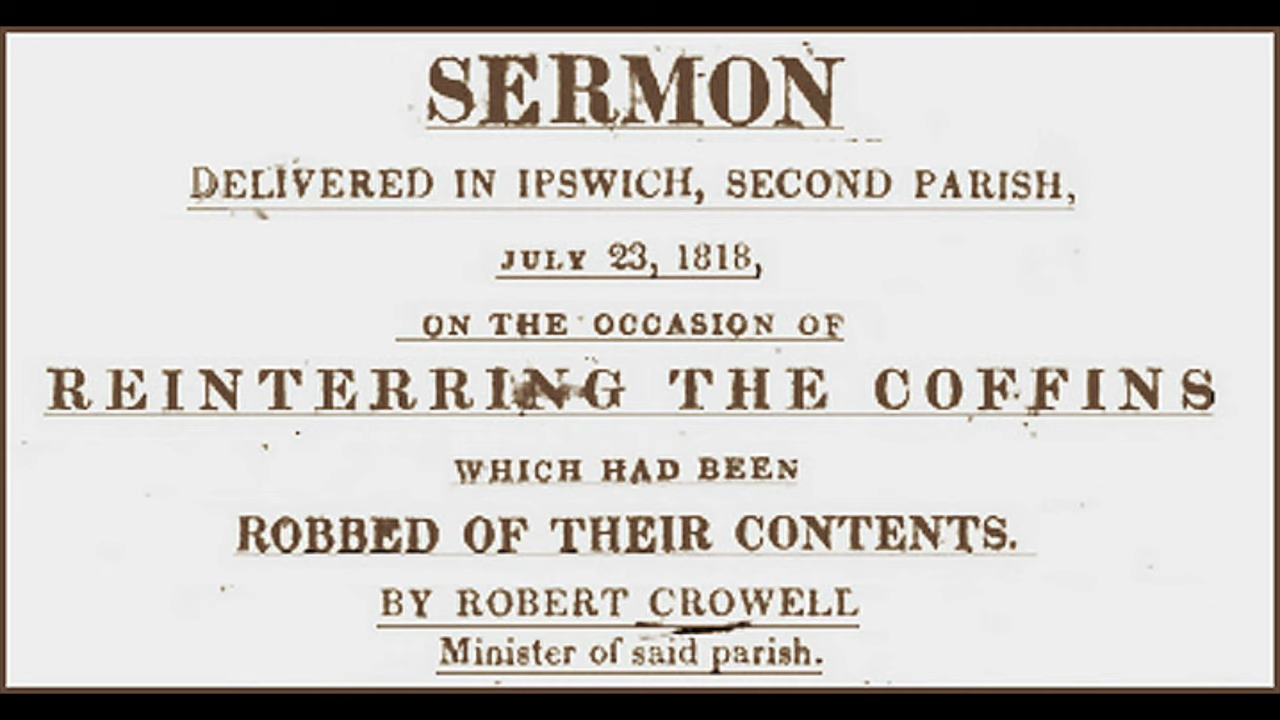 SERMON
DELIVERED IN IPSWICH, SECOND PARISH,
JULY 23, 1818,
ON THE OCCASION OF
REINTERRING THE COFFINS
WHICH HAD BEEN
ROBBED OF THEIR CONTENTS.
BY ROBERT CROWELL
Minister of said parish.